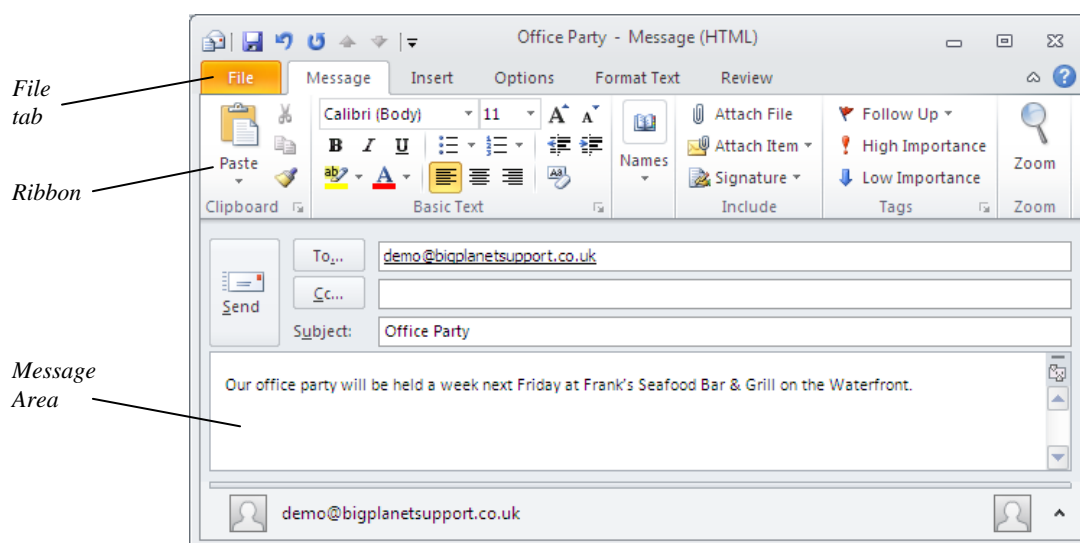 Office Party - Message (HTML)
File Message Insert Options Format Text Review
File
tab
Calibri (Body) 11 A A Attach File Follow Up
B I U Attach Item High Importance
Paste Names Zoom
ab A Aa Signature Low Importance
Ribbon
Clipboard Basic Text Include Tags Zoom
To... demo@bigplanetsupport.co.uk
Cc...
Send
Subject: Office Party
Message
Area
Our office party will be held a week next Friday at Frank's Seafood Bar & Grill on the Waterfront.
demo@bigplanetsupport.co.uk